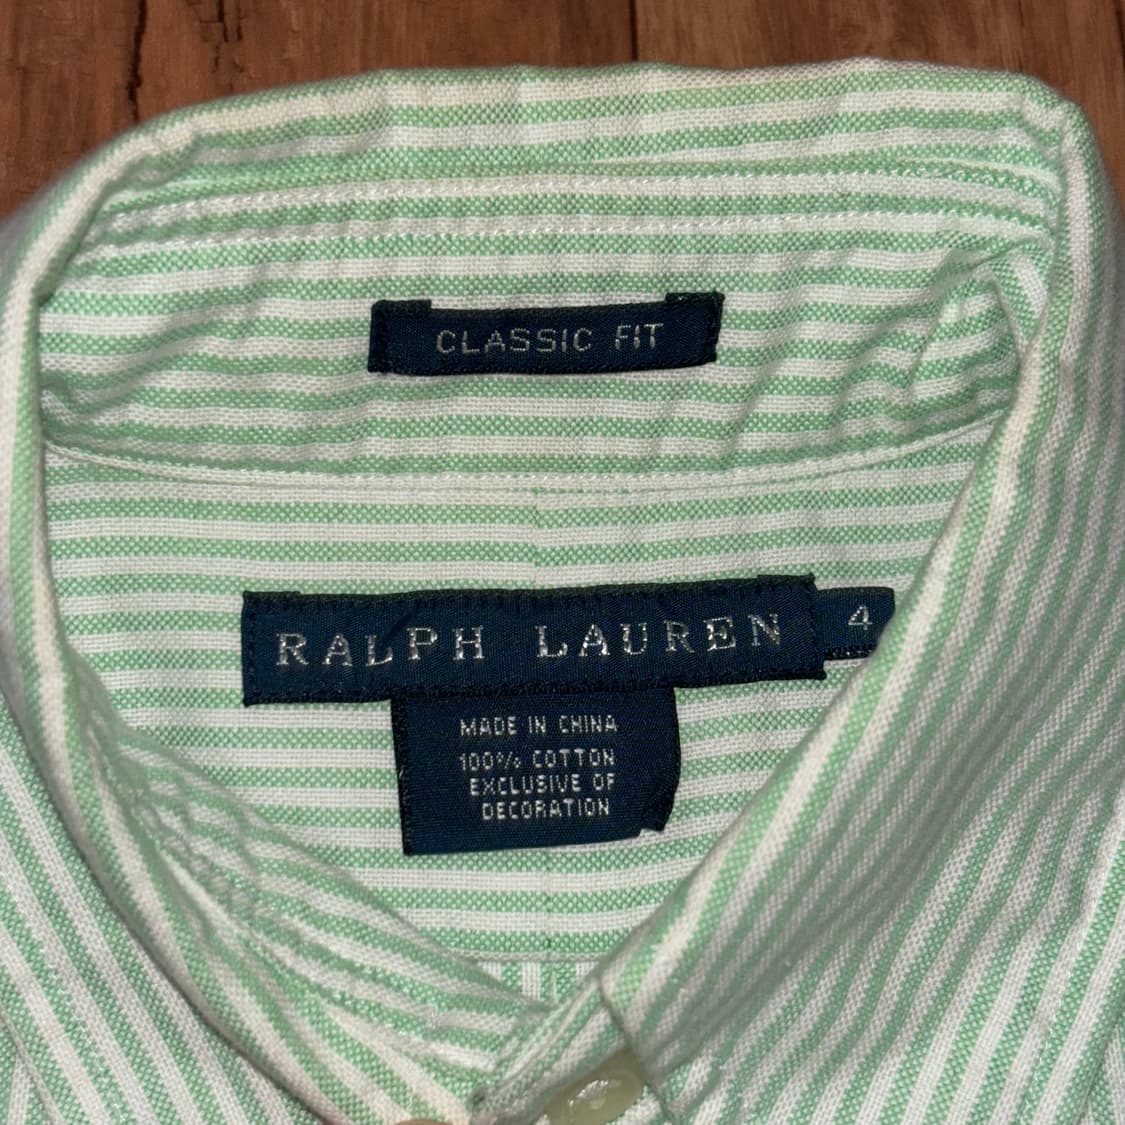 CLASSIC FIT
RALPH LAUREN
4
MADE IN CHINA
100% COTTON
EXCLUSIVE OF
DECORATION